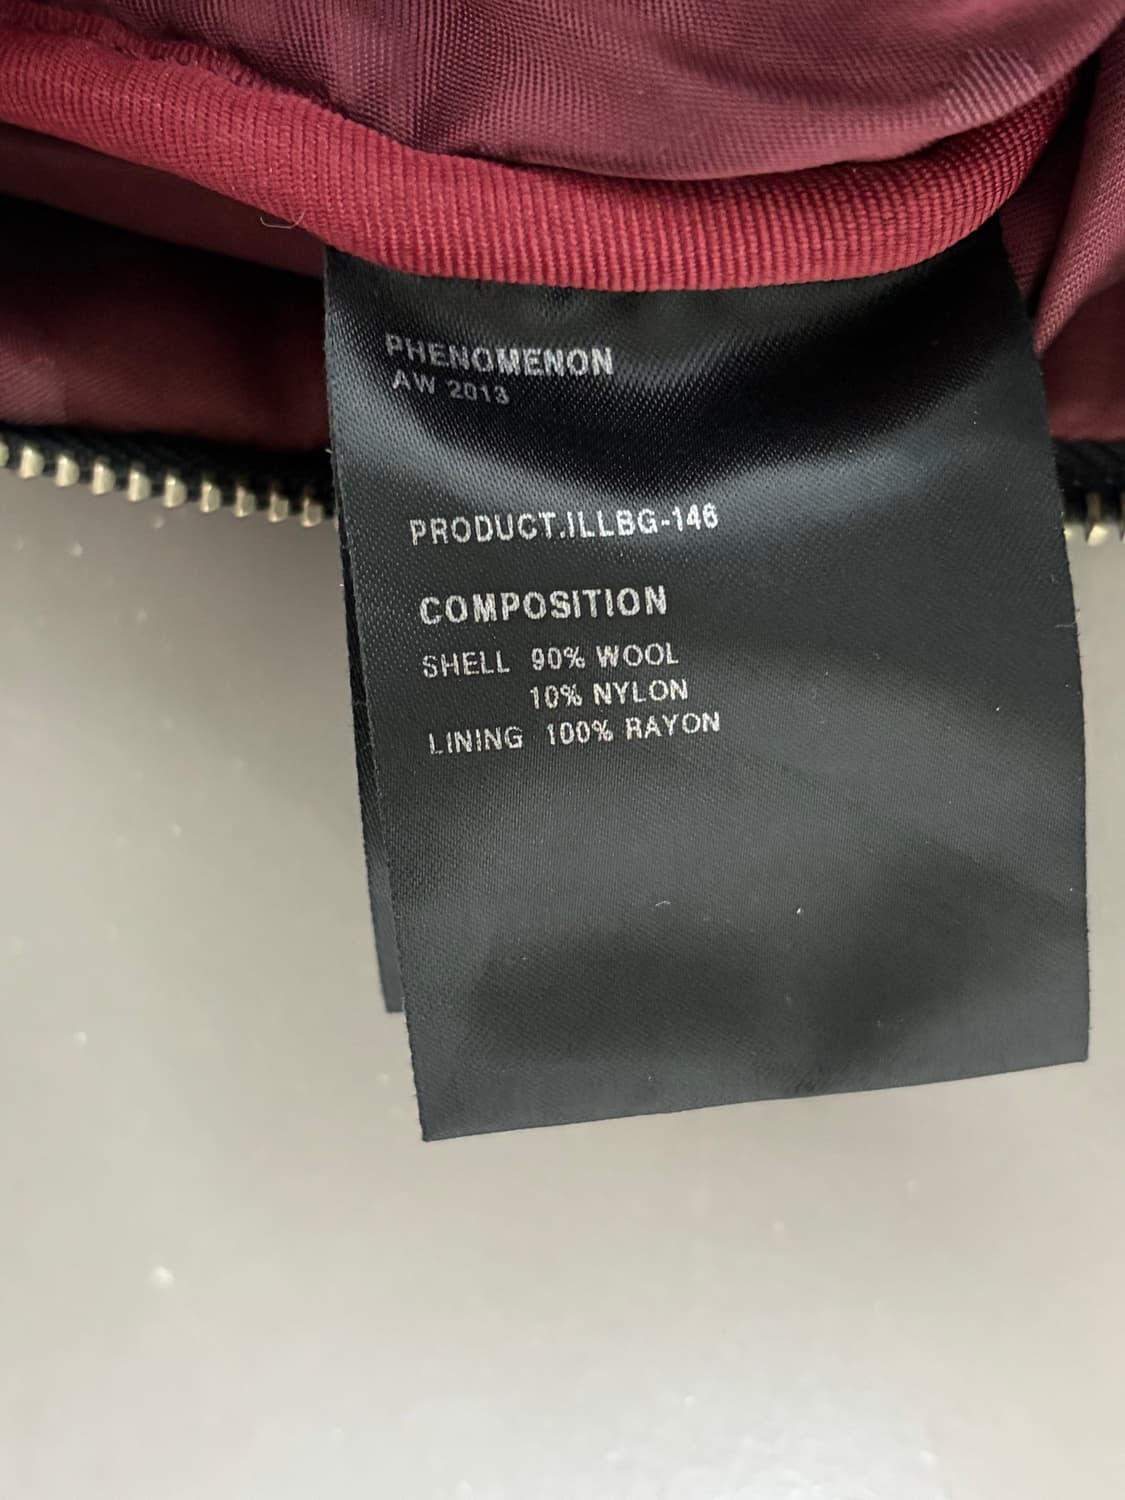 PHENOMENON
AW 2013
PRODUCT.ILLBG-146
COMPOSITION
SHELL 90% WOOL
10% NYLON
LINING 100% RAYON